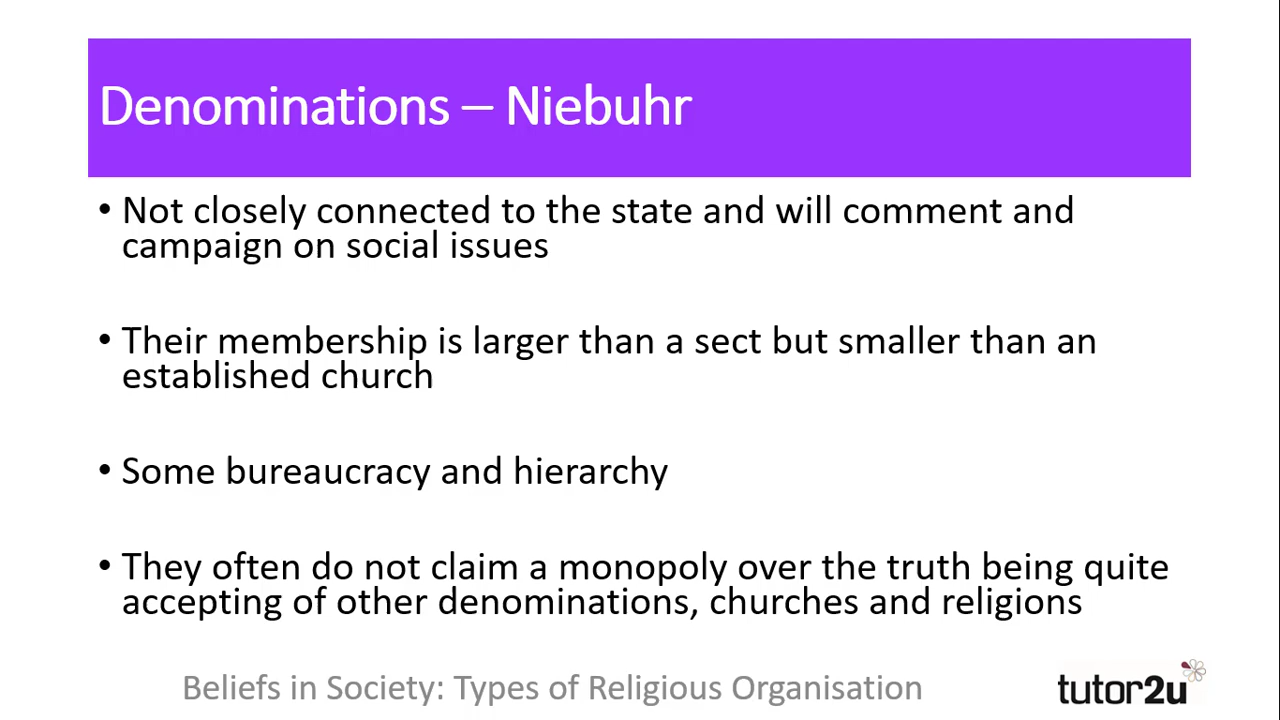 Denominations – Niebuhr
• Not closely connected to the state and will comment and
campaign on social issues
• Their membership is larger than a sect but smaller than an
established church
• Some bureaucracy and hierarchy
• They often do not claim a monopoly over the truth being quite
accepting of other denominations, churches and religions
Beliefs in Society: Types of Religious Organisation
tutor2u